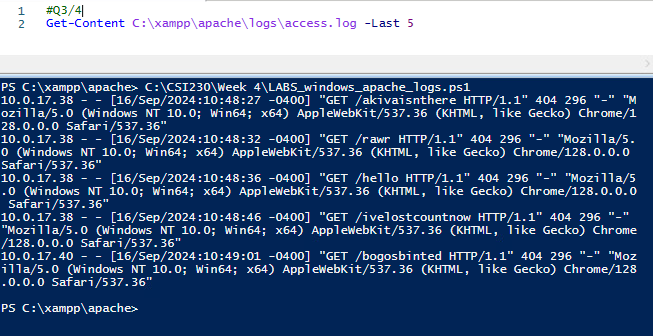 1 #Q3/4
2 Get-Content C:\xampp\apache\logs\access.log -Last 5
PS C:\xampp\apache> C:\CSI230\Week 4\LABS_windows_apache_logs.ps1
10.0.17.38 - - [16/Sep/2024:10:48:27 -0400] "GET /akivaisnthere HTTP/1.1" 404 296 "-" "M
ozilla/5.0 (Windows NT 10.0; Win64; x64) AppleWebKit/537.36 (KHTML, like Gecko) Chrome/1
28.0.0.0 Safari/537.36"
10.0.17.38 - - [16/Sep/2024:10:48:32 -0400] "GET /rawr HTTP/1.1" 404 296 "-" "Mozilla/5.
0 (Windows NT 10.0; Win64; x64) AppleWebKit/537.36 (KHTML, like Gecko) Chrome/128.0.0.0 
Safari/537.36"
10.0.17.38 - - [16/Sep/2024:10:48:36 -0400] "GET /hello HTTP/1.1" 404 296 "-" "Mozilla/5
.0 (Windows NT 10.0; Win64; x64) AppleWebKit/537.36 (KHTML, like Gecko) Chrome/128.0.0.0
 Safari/537.36"
10.0.17.38 - - [16/Sep/2024:10:48:46 -0400] "GET /ivelostcountnow HTTP/1.1" 404 296 "-" 
"Mozilla/5.0 (Windows NT 10.0; Win64; x64) AppleWebKit/537.36 (KHTML, like Gecko) Chrome
/128.0.0.0 Safari/537.36"
10.0.17.40 - - [16/Sep/2024:10:49:01 -0400] "GET /bogosbinted HTTP/1.1" 404 296 "-" "Moz
illa/5.0 (Windows NT 10.0; Win64; x64) AppleWebKit/537.36 (KHTML, like Gecko) Chrome/128
.0.0.0 Safari/537.36"
PS C:\xampp\apache>